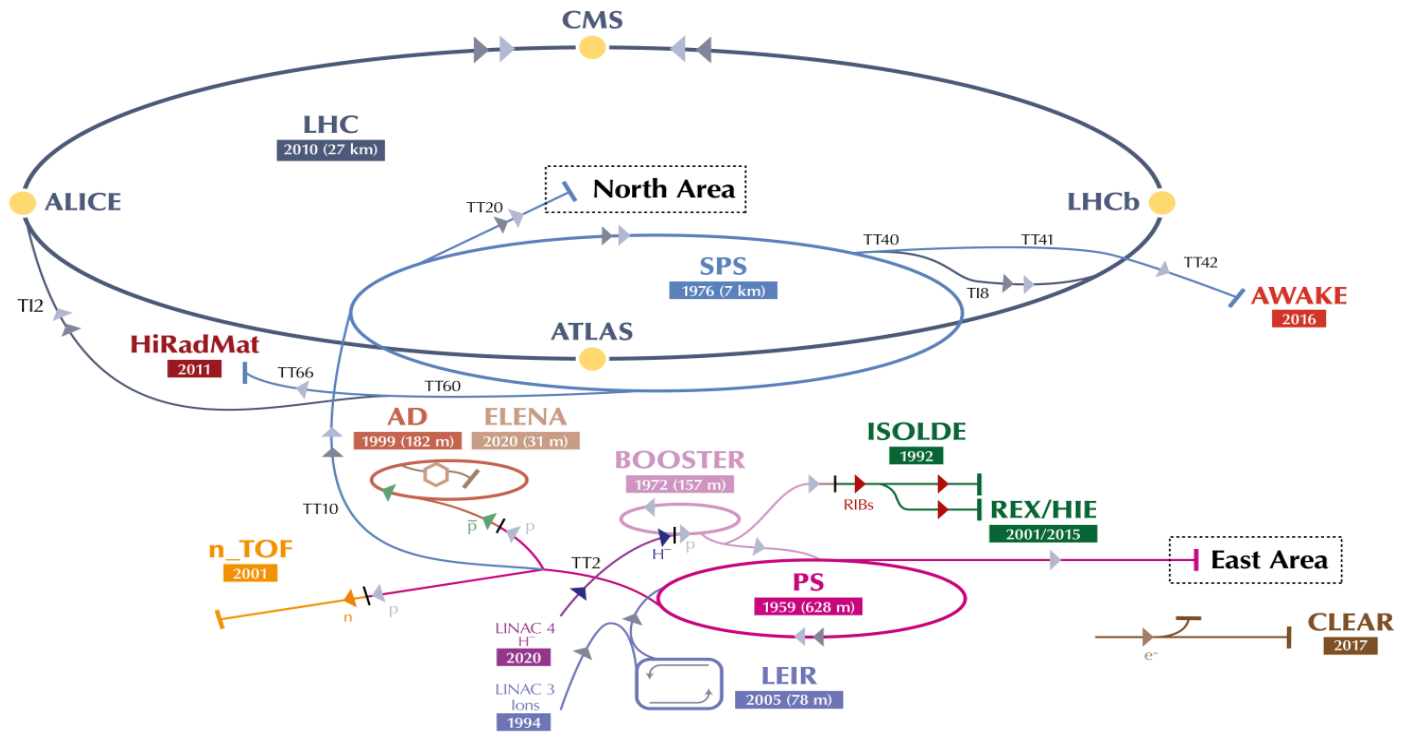 CMS
LHC
2010 (27 km)
ALICE
North Area
LHCb
TT20
TT40
TT41
TT42
SPS
1976 (7 km)
TI8
AWAKE
2016
TI2
ATLAS
HiRadMat
2011
TT66
TT60
AD
1999 (182 m)
ELENA
2020 (31 m)
ISOLDE
1992
BOOSTER
1972 (157 m)
RIBs
REX/HIE
2001/2015
TT10
p̅
p
H⁻
p
n_TOF
2001
TT2
East Area
PS
1959 (628 m)
n
p
LINAC 4
H⁻
2020
CLEAR
2017
e⁻
LEIR
2005 (78 m)
LINAC 3
Ions
1994